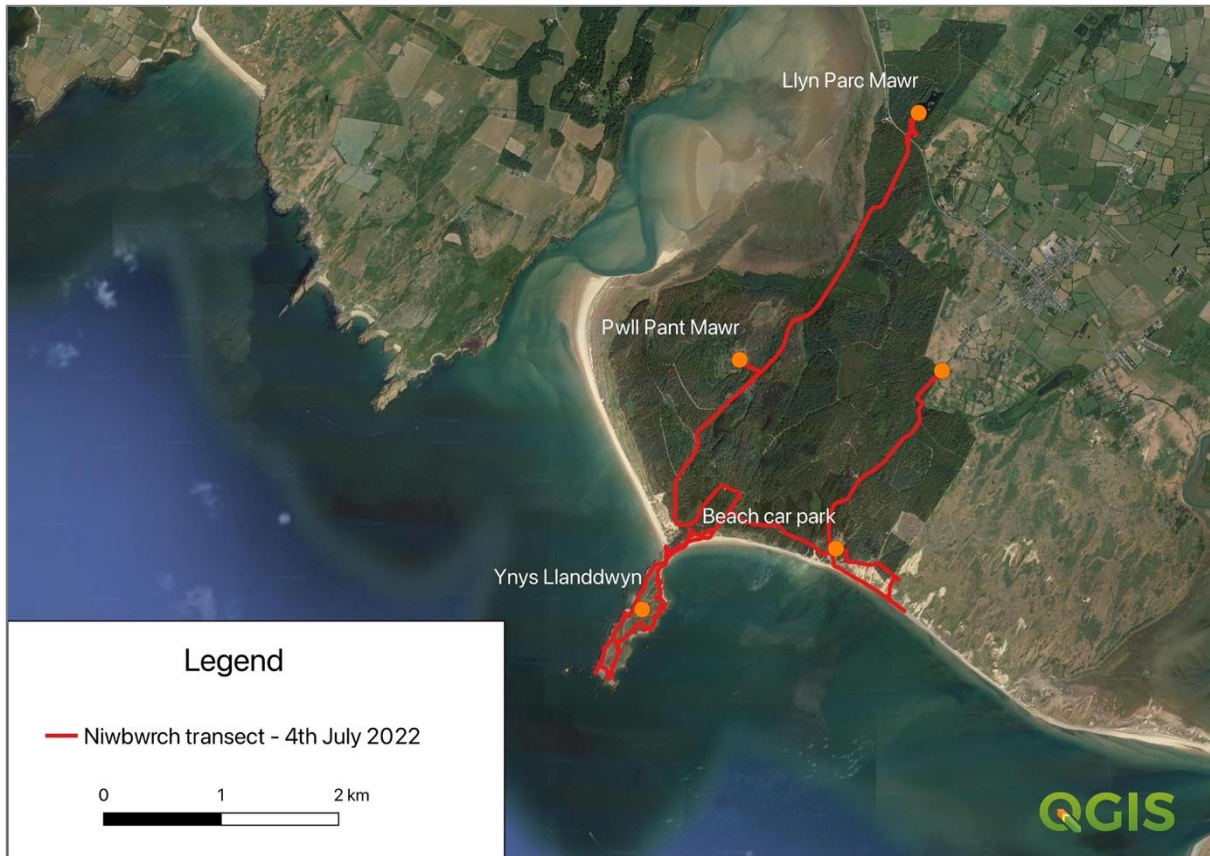 Llyn Parc Mawr
Pwll Pant Mawr
Beach car park
Ynys Llanddwyn
Legend
Niwbwrch transect - 4th July 2022
0 1 2 km
QGIS